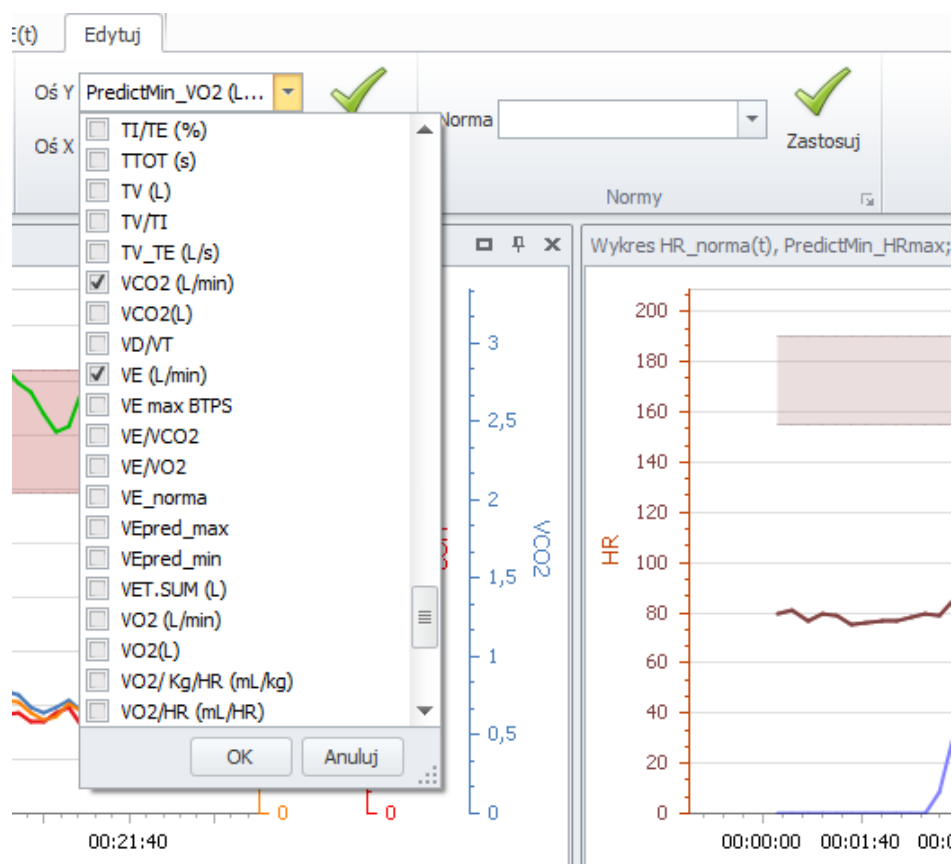 E(t)
Edytuj
Oś Y
PredictMin_VO2 (L...
Oś X
Norma
Zastosuj
Normy
TI/TE (%)
TTOT (s)
TV (L)
TV/TI
TV_TE (L/s)
VCO2 (L/min)
VCO2(L)
VD/VT
VE (L/min)
VE max BTPS
VE/VCO2
VE/VO2
VE_norma
VEpred_max
VEpred_min
VET.SUM (L)
VO2 (L/min)
VO2(L)
VO2/ Kg/HR (mL/kg)
VO2/HR (mL/HR)
OK
Anuluj
0
0
00:21:40
3
2,5
2
1,5
1
0,5
0
VCO2
Wykres HR_norma(t), PredictMin_HRmax;
200
180
160
140
120
100
80
60
40
20
0
HR
00:00:00
00:01:40